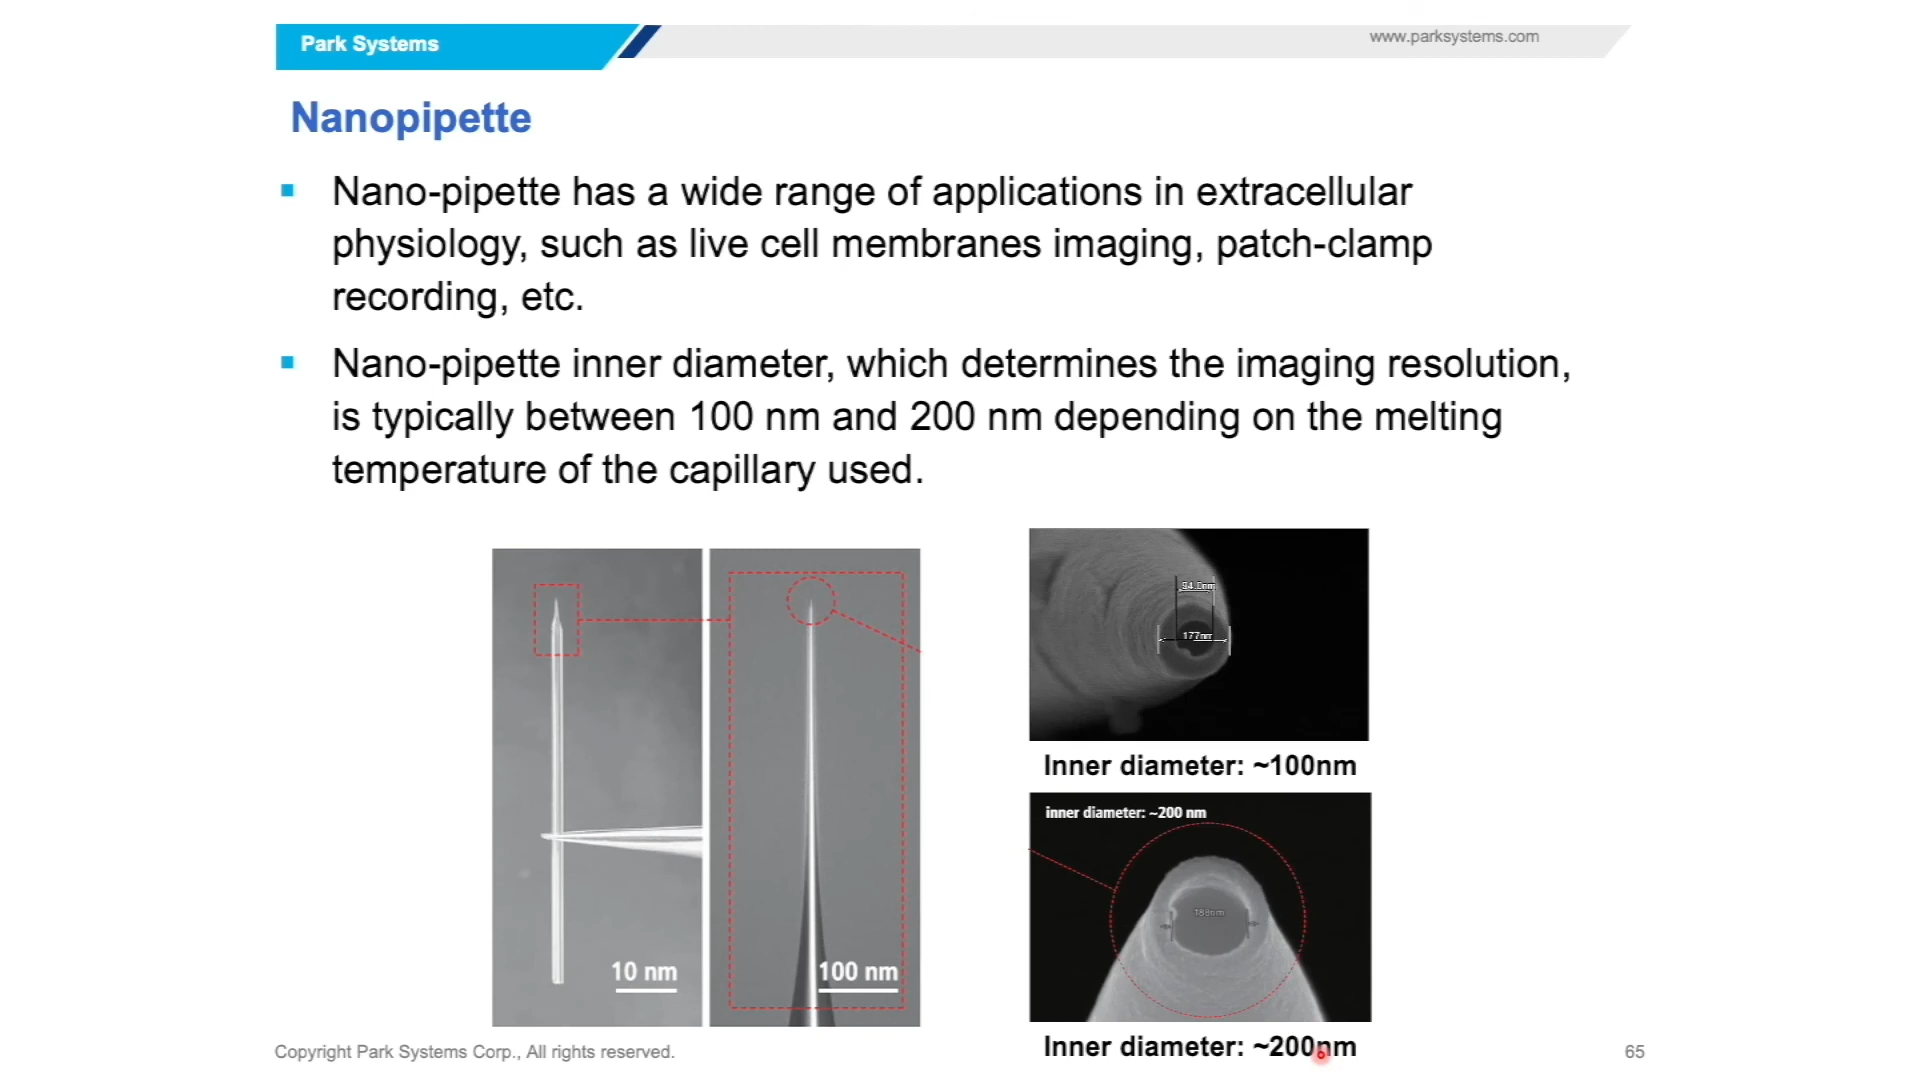 Park Systems
www.parksystems.com
Nanopipette
Nano-pipette has a wide range of applications in extracellular
physiology, such as live cell membranes imaging, patch-clamp
recording, etc.
Nano-pipette inner diameter, which determines the imaging resolution,
is typically between 100 nm and 200 nm depending on the melting
temperature of the capillary used.
10 nm
100 nm
94.0nm
177nm
Inner diameter: ~100nm
inner diameter: ~200 nm
188nm
Inner diameter: ~200nm
Copyright Park Systems Corp., All rights reserved.
65